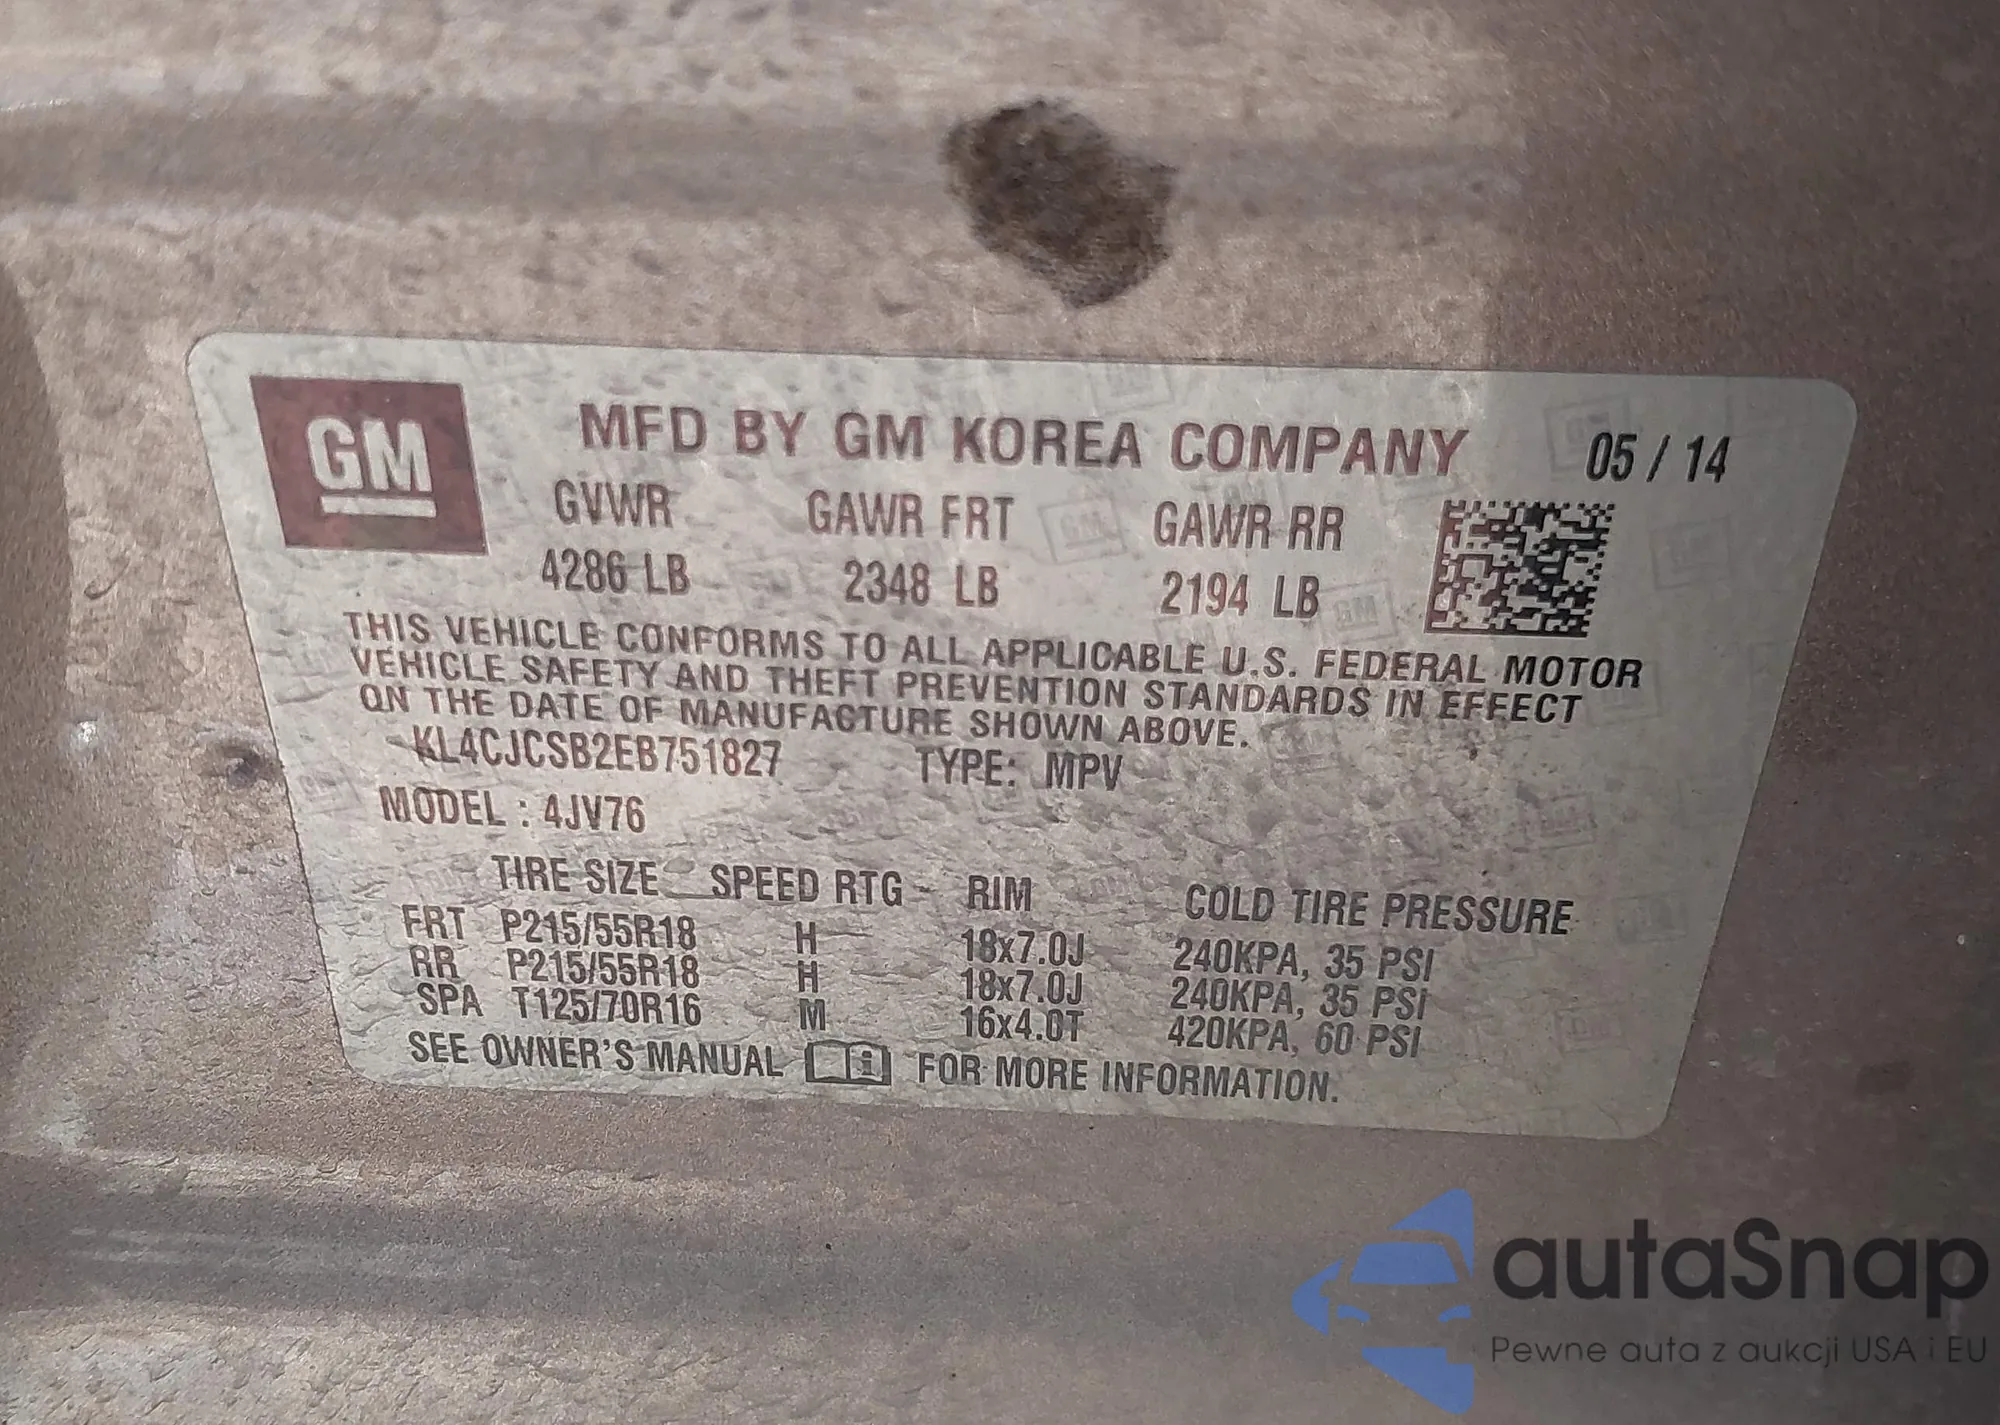 GM
MFD BY GM KOREA COMPANY 05 / 14
GVWR GAWR FRT GAWR RR
4286 LB 2348 LB 2194 LB
THIS VEHICLE CONFORMS TO ALL APPLICABLE U.S. FEDERAL MOTOR
VEHICLE SAFETY AND THEFT PREVENTION STANDARDS IN EFFECT
ON THE DATE OF MANUFACTURE SHOWN ABOVE.
KL4CJCSB2EB751827 TYPE: MPV
MODEL : 4JV76
TIRE SIZE SPEED RTG RIM COLD TIRE PRESSURE
FRT P215/55R18 H 18x7.0J 240KPA, 35 PSI
RR P215/55R18 H 18x7.0J 240KPA, 35 PSI
SPA T125/70R16 M 16x4.0T 420KPA, 60 PSI
SEE OWNER'S MANUAL i FOR MORE INFORMATION.
autaSnap
Pewne auta z aukcji USA i EU